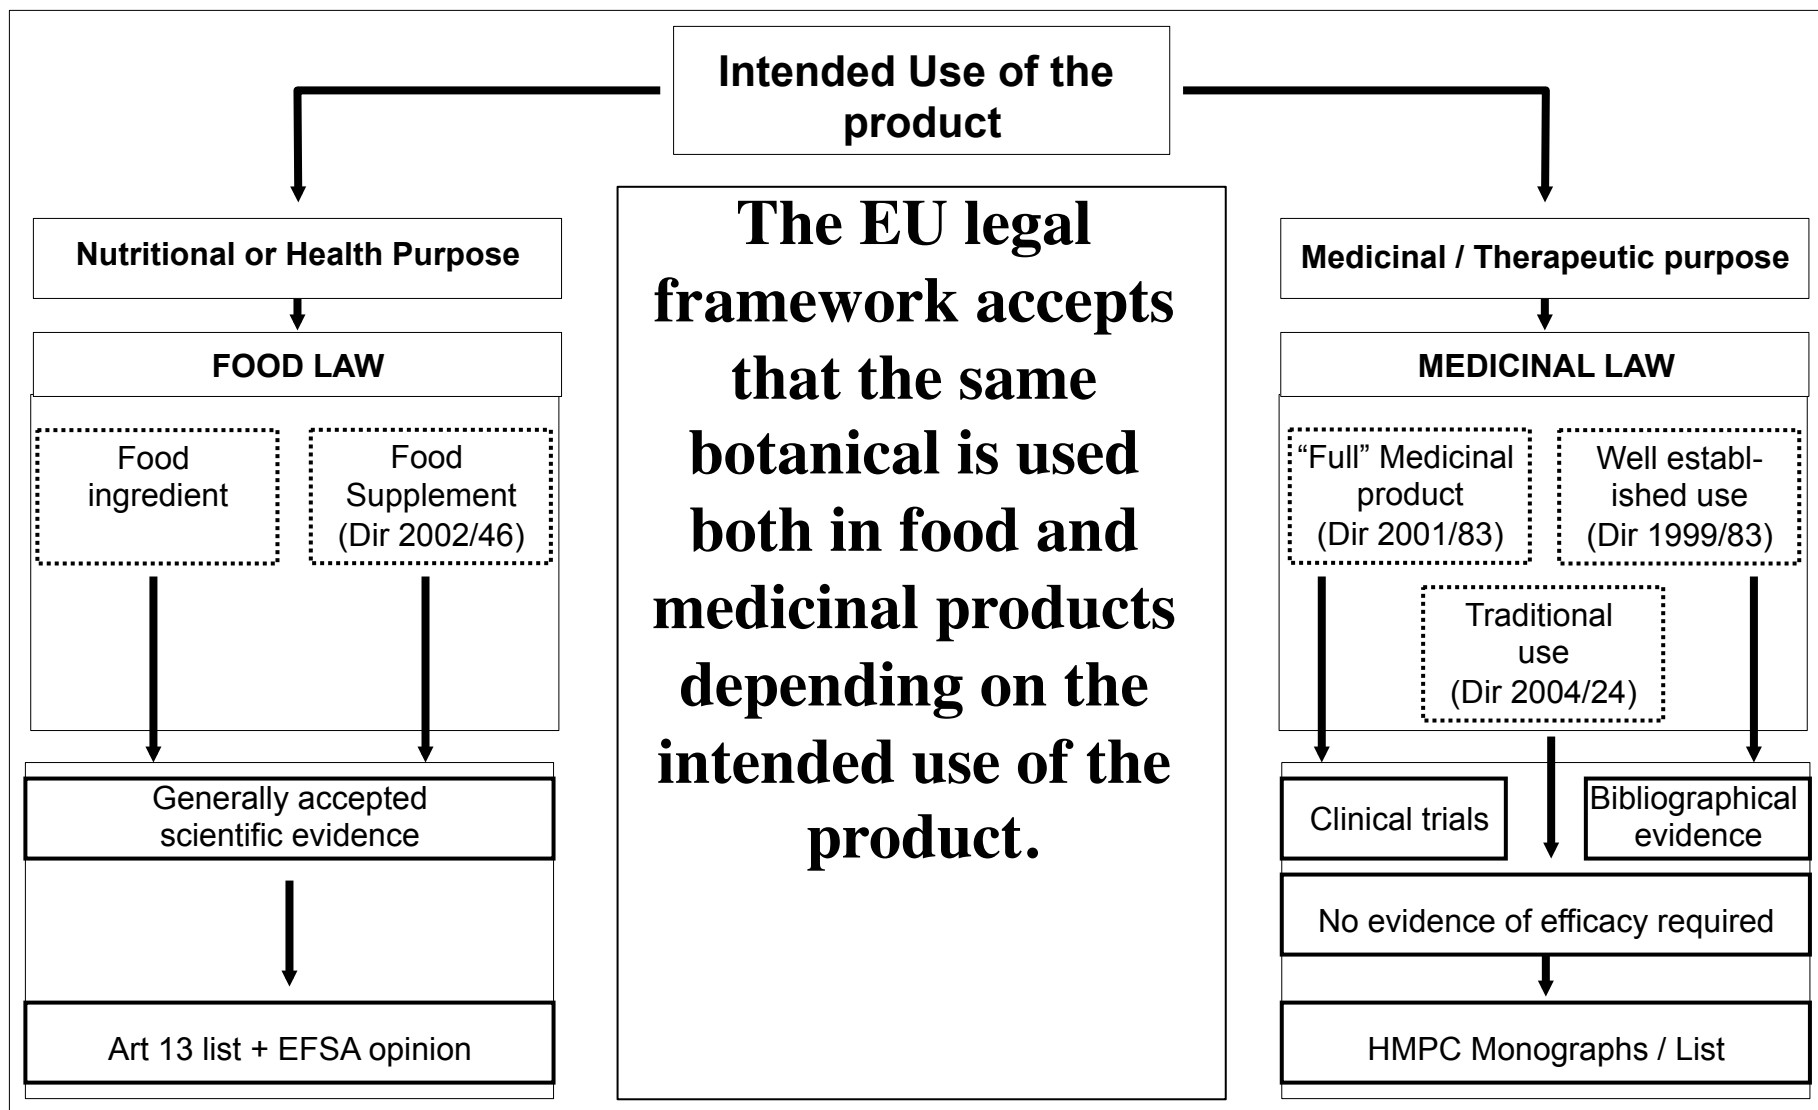 Intended Use of the
product
Nutritional or Health Purpose
FOOD LAW
Food
ingredient
Food
Supplement
(Dir 2002/46)
Generally accepted
scientific evidence
Art 13 list + EFSA opinion
The EU legal
framework accepts
that the same
botanical is used
both in food and
medicinal products
depending on the
intended use of the
product.
Medicinal / Therapeutic purpose
MEDICINAL LAW
“Full” Medicinal
product
(Dir 2001/83)
Well establ-
ished use
(Dir 1999/83)
Traditional
use
(Dir 2004/24)
Clinical trials
Bibliographical
evidence
No evidence of efficacy required
HMPC Monographs / List